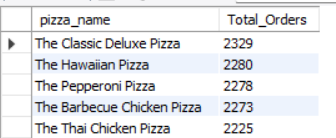 pizza_name Total_Orders
The Classic Deluxe Pizza 2329
The Hawaiian Pizza 2280
The Pepperoni Pizza 2278
The Barbecue Chicken Pizza 2273
The Thai Chicken Pizza 2225